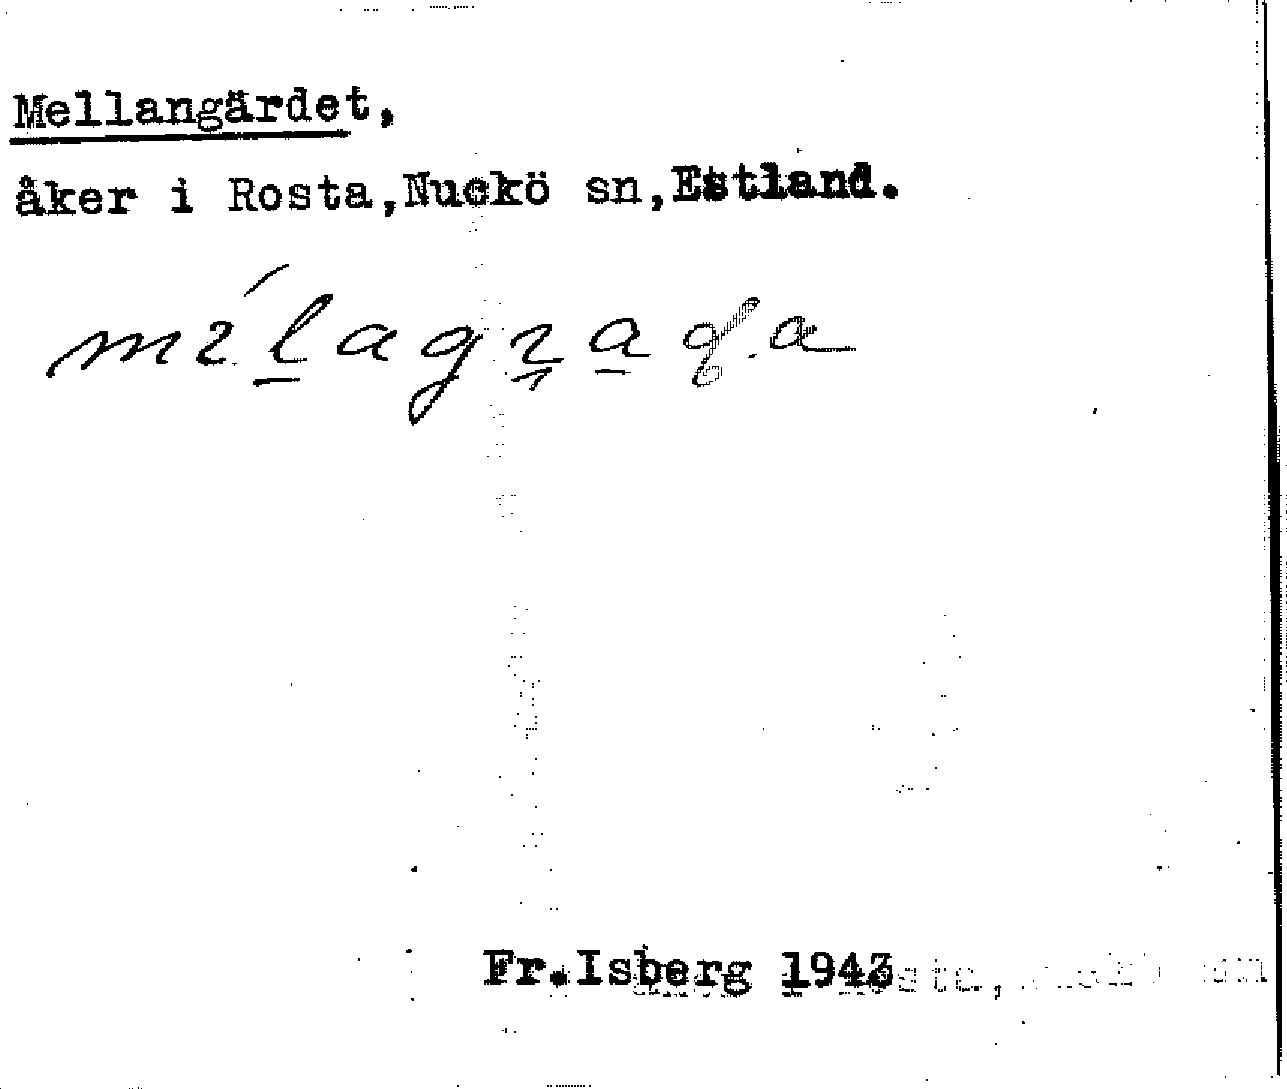 Mellangärdet,
åker i Rosta,Nuckö sn,Estland.
Fr.Isberg 1943